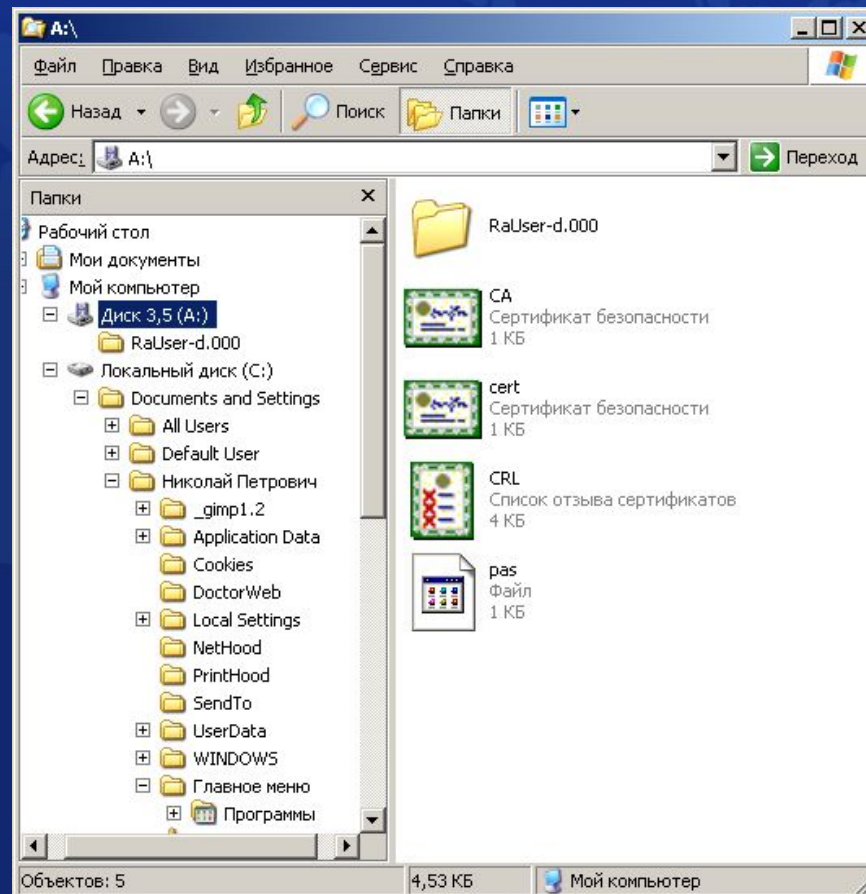 A:\
Файл Правка Вид Избранное Сервис Справка
Назад Поиск Папки
Адрес: A:\ Переход
Папки
Рабочий стол
Мои документы
Мой компьютер
Диск 3,5 (A:)
RaUser-d.000
Локальный диск (C:)
Documents and Settings
All Users
Default User
Николай Петрович
_gimp1.2
Application Data
Cookies
DoctorWeb
Local Settings
NetHood
PrintHood
SendTo
UserData
WINDOWS
Главное меню
Программы
RaUser-d.000
CA
Сертификат безопасности
1 КБ
cert
Сертификат безопасности
1 КБ
CRL
Список отзыва сертификатов
4 КБ
pas
Файл
1 КБ
Объектов: 5 4,53 КБ Мой компьютер